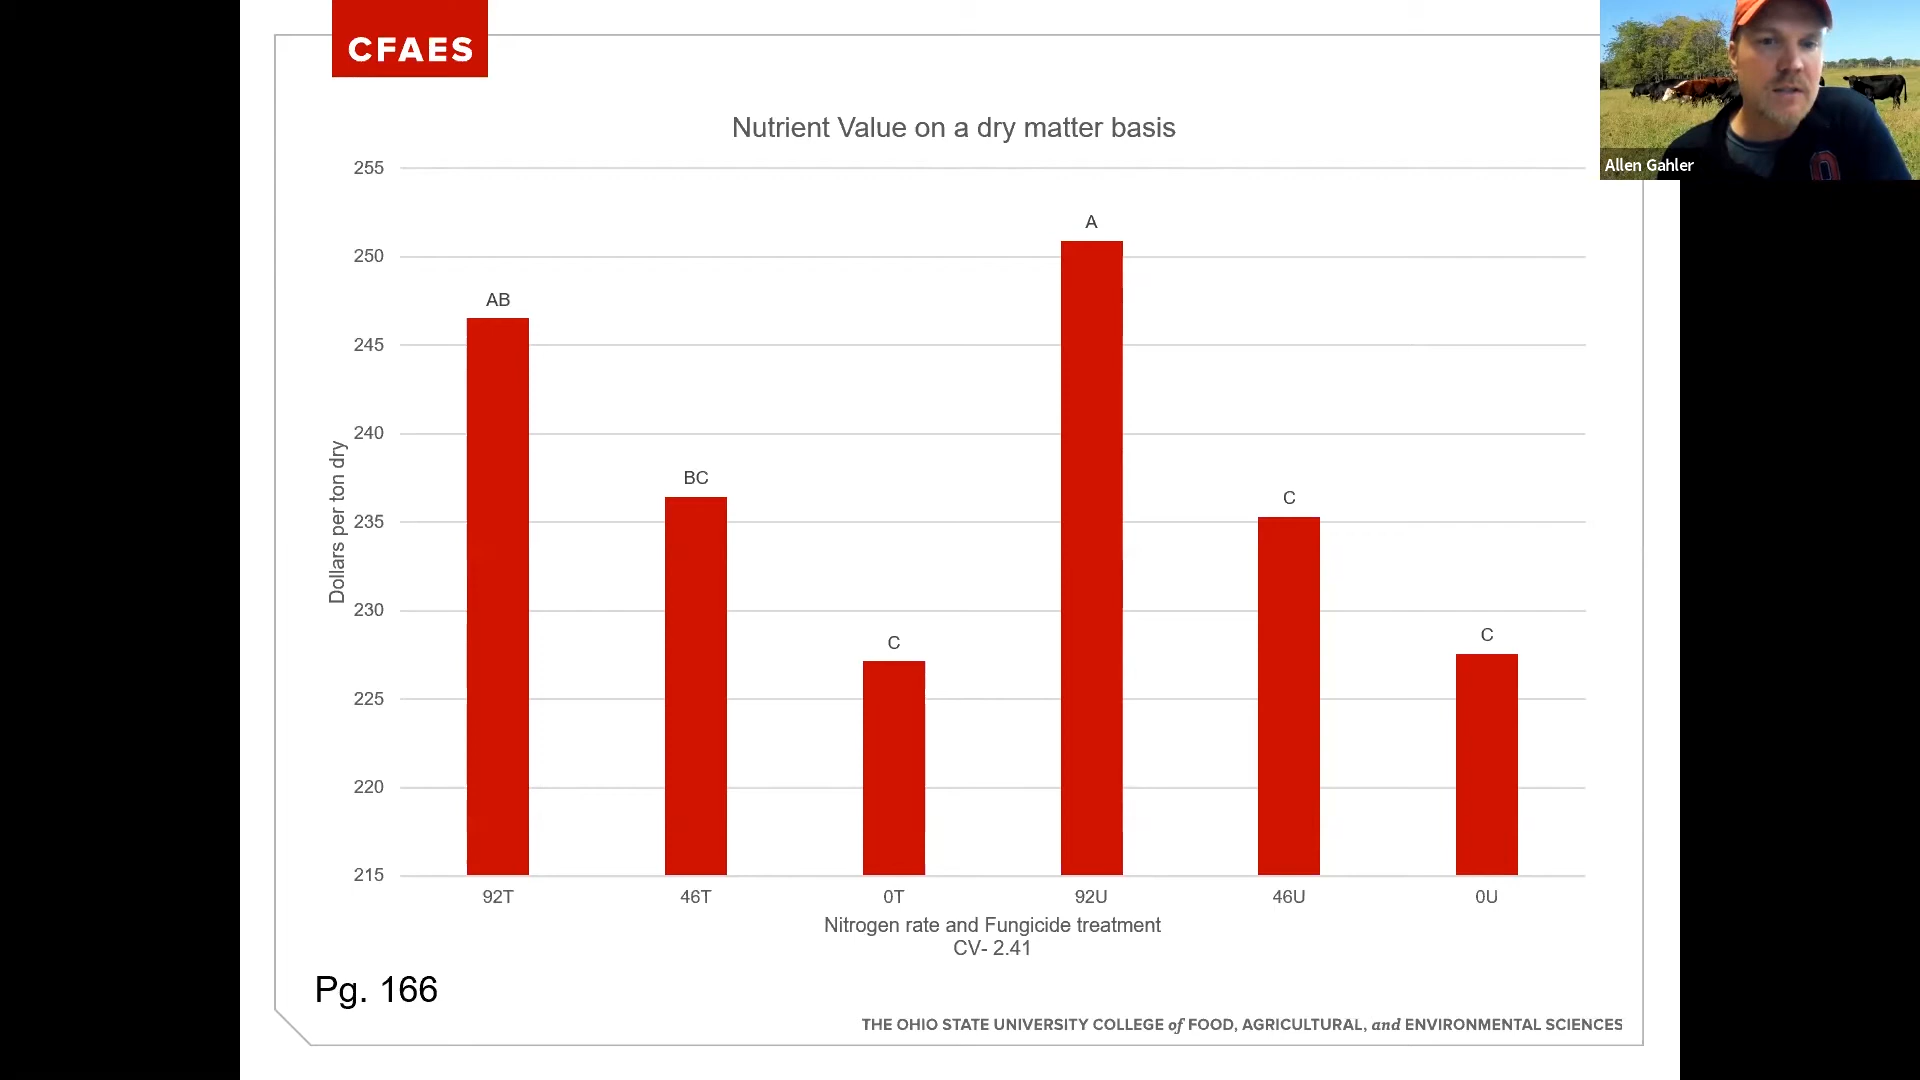 CFAES
Allen Gahler
Nutrient Value on a dry matter basis
255
250
245
240
235
230
225
220
215
Dollars per ton dry
AB
BC
C
A
C
C
92T
46T
0T
92U
46U
0U
Nitrogen rate and Fungicide treatment
CV- 2.41
Pg. 166
THE OHIO STATE UNIVERSITY COLLEGE of FOOD, AGRICULTURAL, and ENVIRONMENTAL SCIENCES